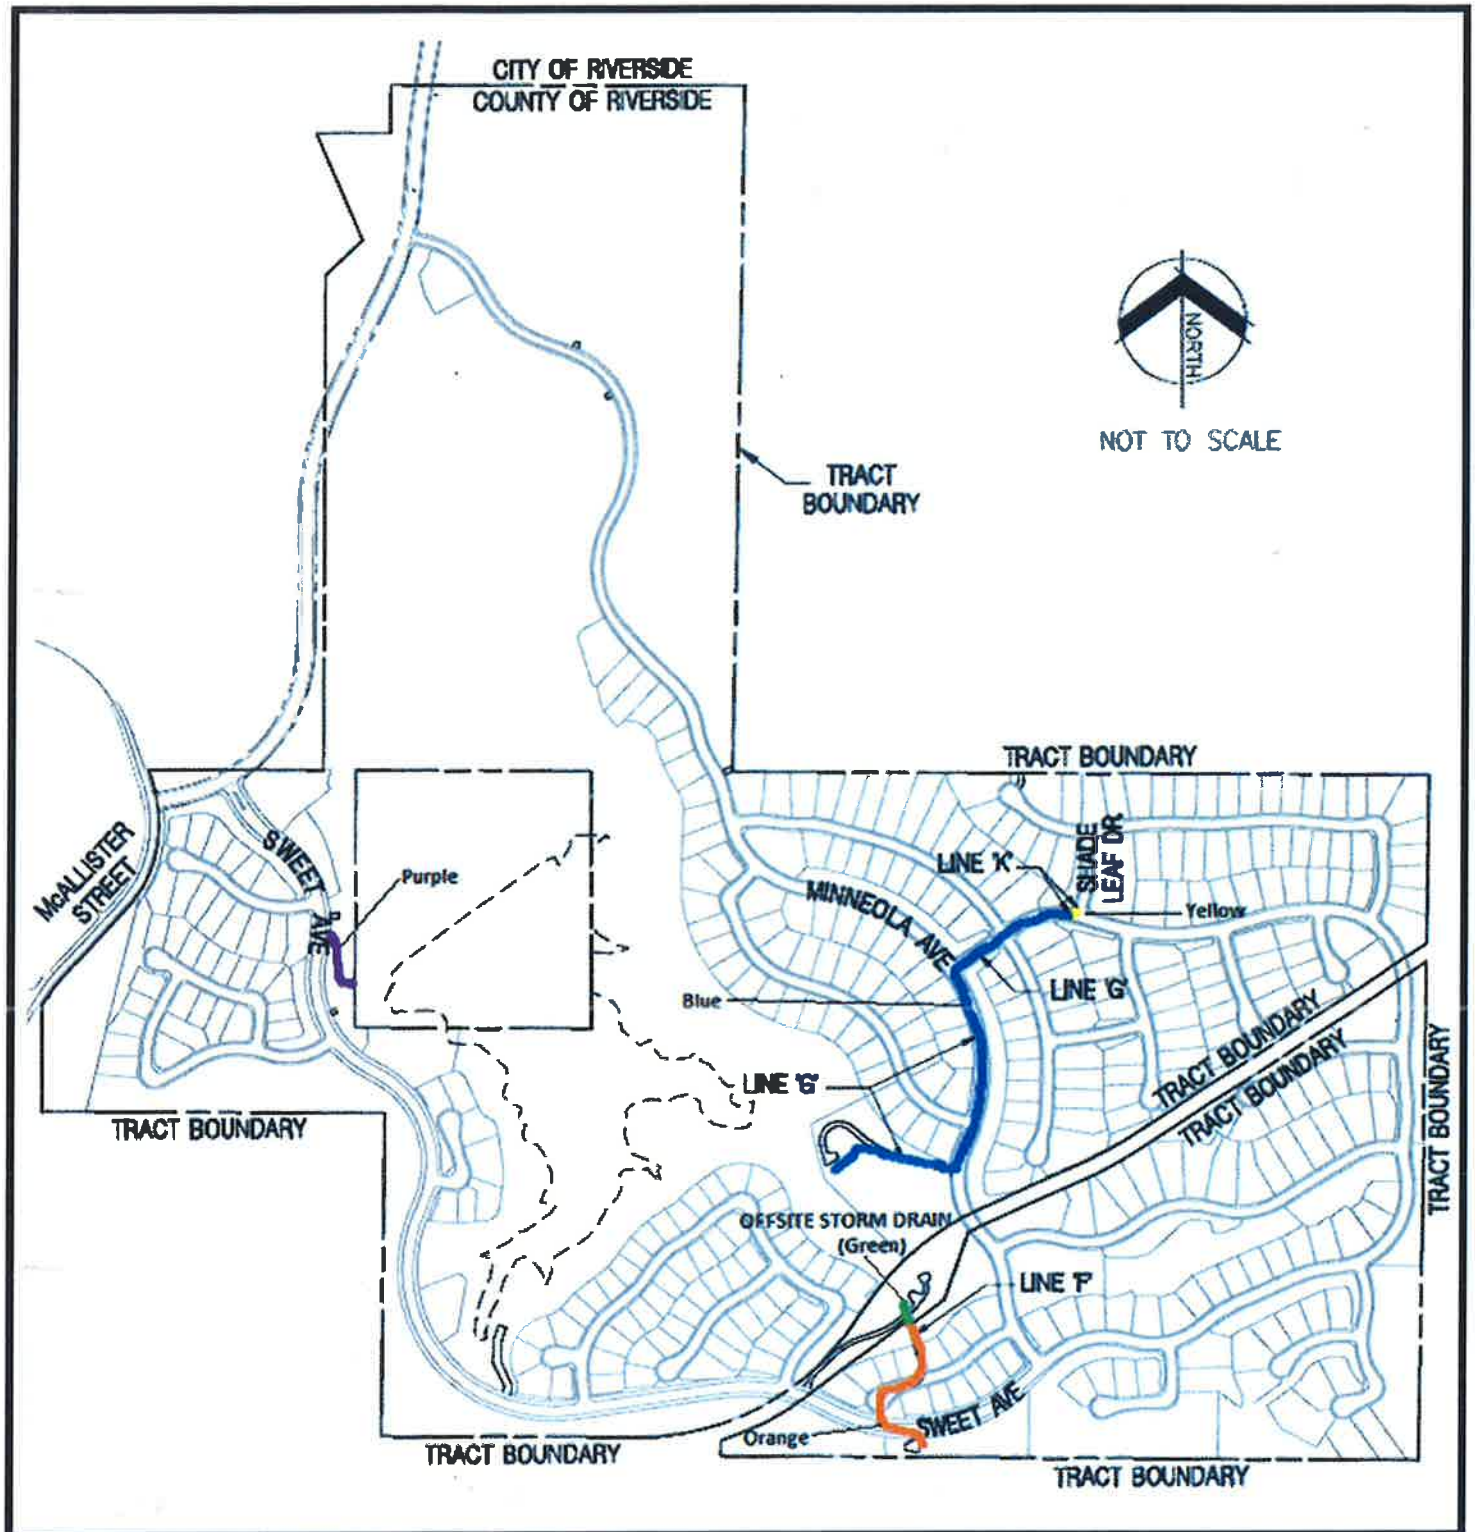 CITY OF RIVERSIDE
COUNTY OF RIVERSIDE
NORTH
NOT TO SCALE
TRACT
BOUNDARY
TRACT BOUNDARY
McALLISTER
STREET
SWEET
AVE
Purple
SHADE
LEAF DR.
LINE 'K'
Yellow
MINNEOLA AVE
LINE 'G'
Blue
LINE 'G'
TRACT BOUNDARY
TRACT BOUNDARY
TRACT BOUNDARY
TRACT BOUNDARY
OFFSITE STORM DRAIN
(Green)
LINE 'F'
SWEET AVE
Orange
TRACT BOUNDARY
TRACT BOUNDARY